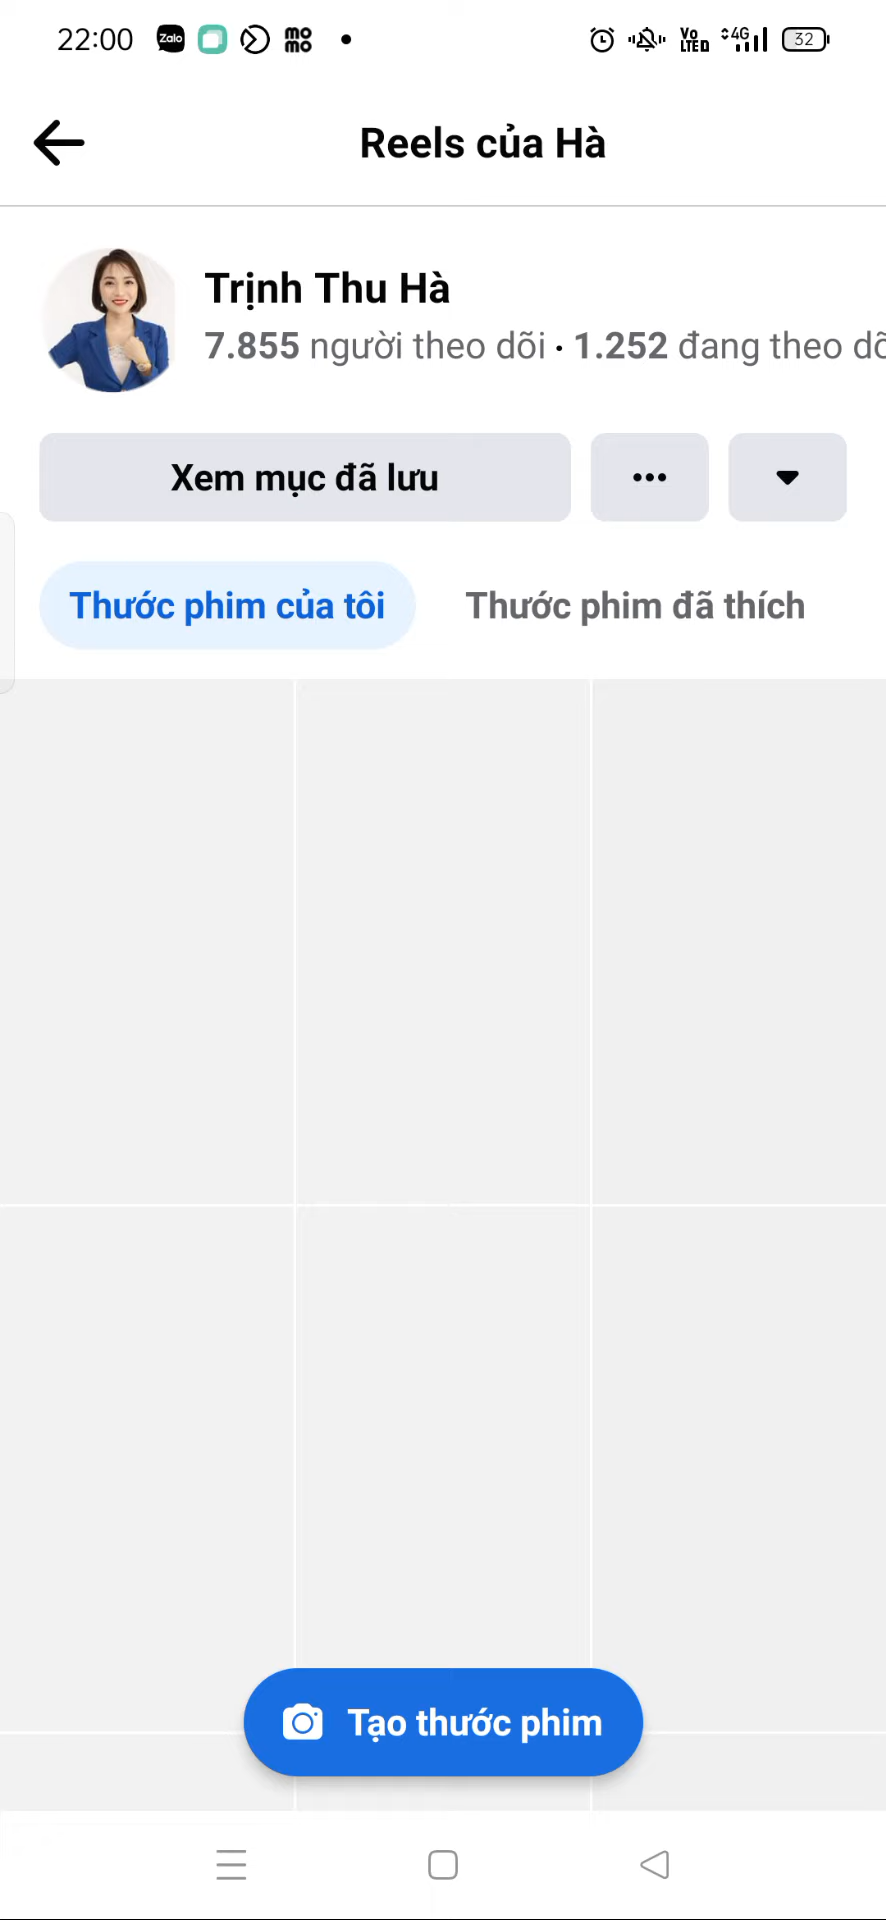 22:00 Zalo mo mo Vo LTE D 4G 32
Reels của Hà
Trịnh Thu Hà
7.855 người theo dõi · 1.252 đang theo dõ
Xem mục đã lưu
Thước phim của tôi Thước phim đã thích
Tạo thước phim